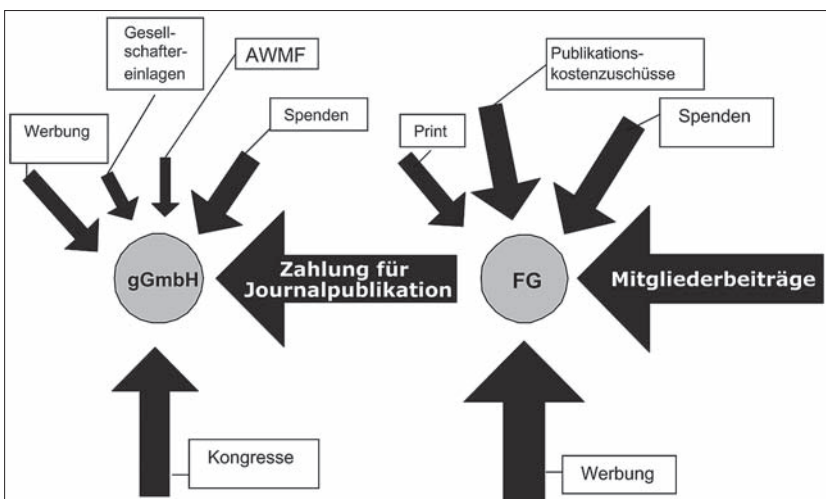 Gesell-
schafter-
einlagen
AWMF
Werbung
Spenden
Publikations-
kostenzuschüsse
Print
Spenden
gGmbH
Zahlung für
Journalpublikation
FG
Mitgliederbeiträge
Kongresse
Werbung